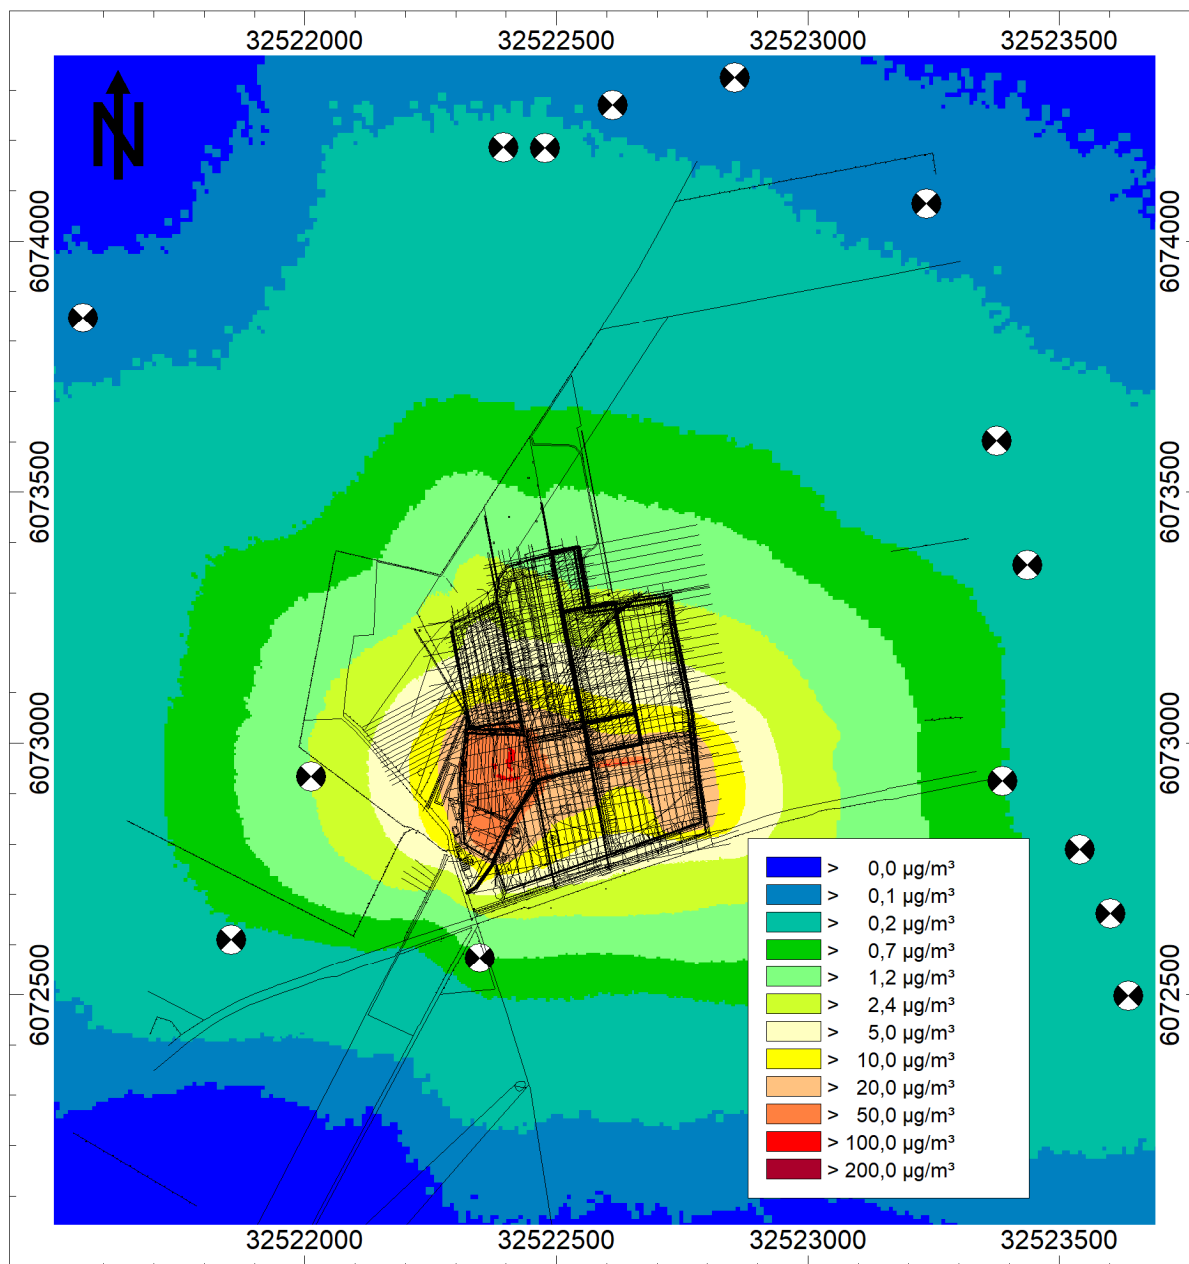 32522000 32522500 32523000 32523500
N
6074000 6074000
6073500 6073500
6073000 6073000
6072500 6072500
> 0,0 µg/m³
> 0,1 µg/m³
> 0,2 µg/m³
> 0,7 µg/m³
> 1,2 µg/m³
> 2,4 µg/m³
> 5,0 µg/m³
> 10,0 µg/m³
> 20,0 µg/m³
> 50,0 µg/m³
> 100,0 µg/m³
> 200,0 µg/m³
32522000 32522500 32523000 32523500